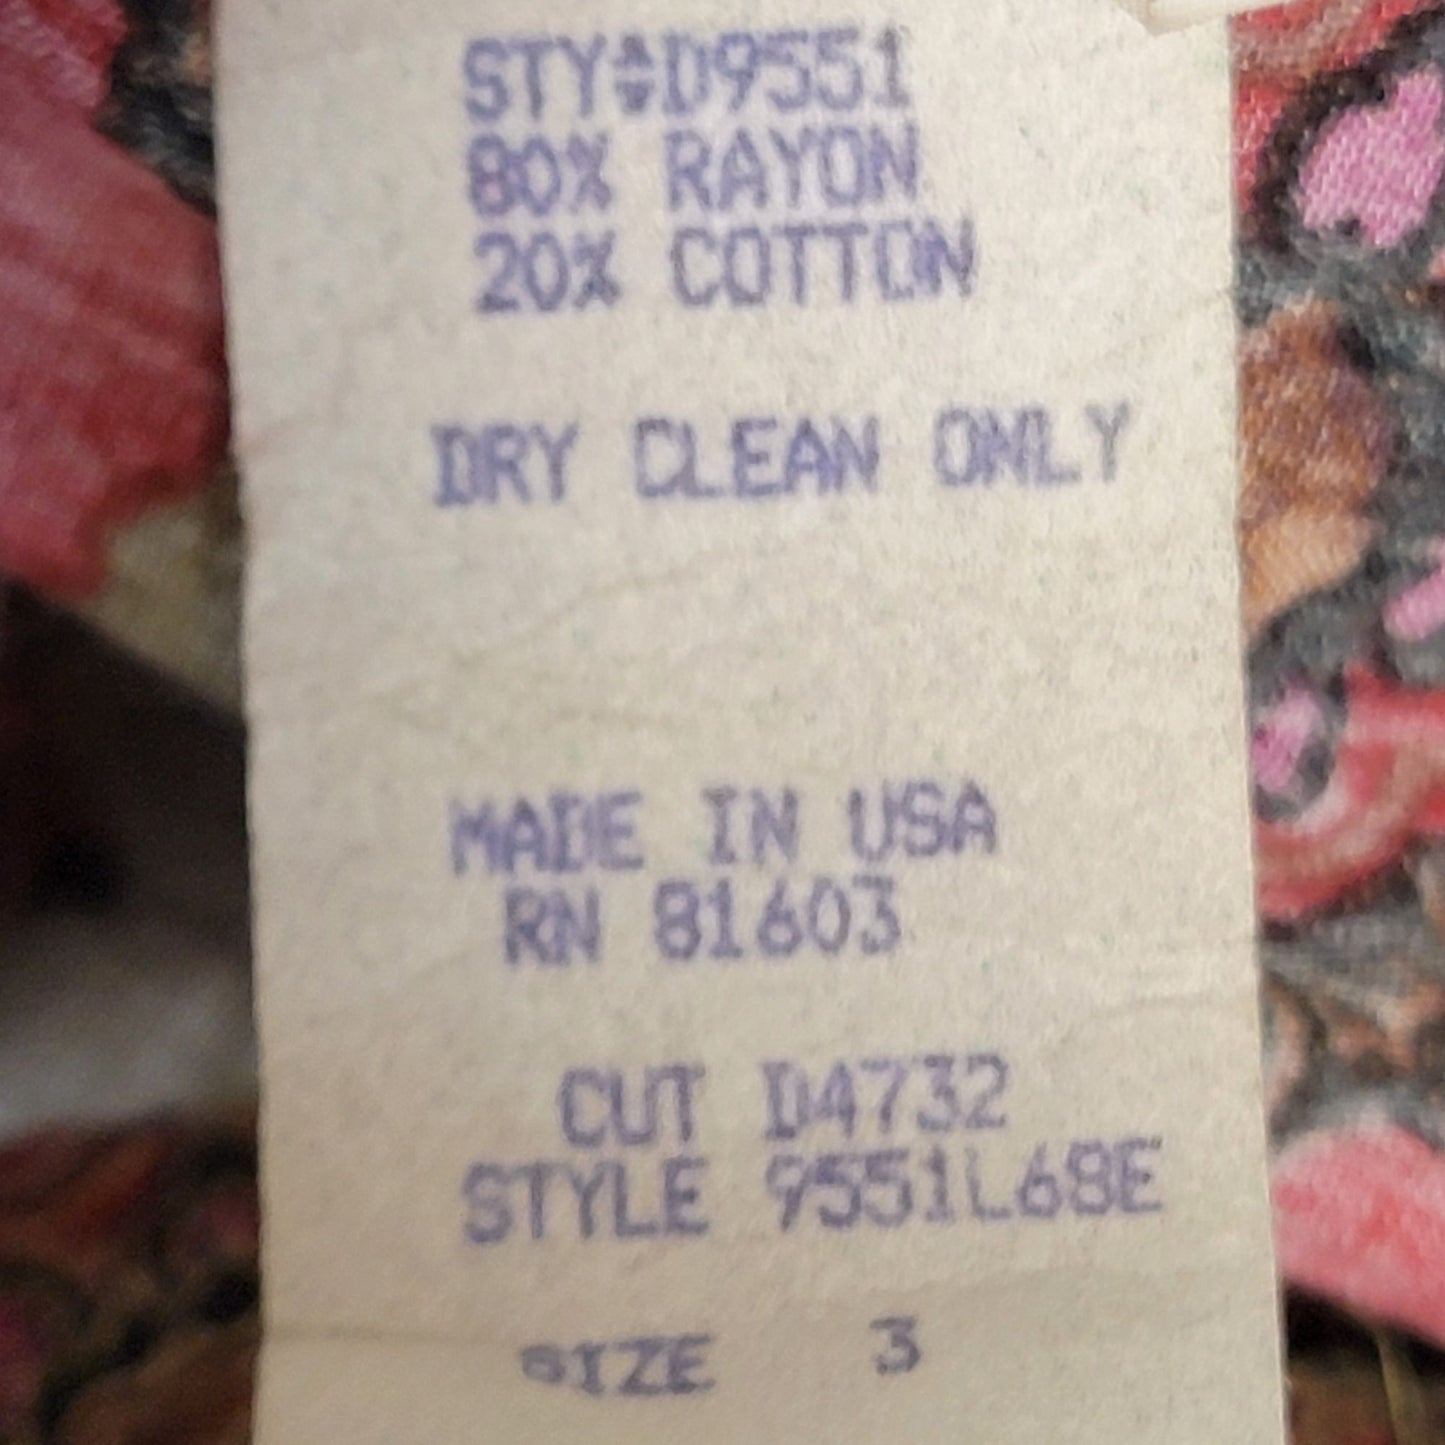 STY#D9551
80% RAYON
20% COTTON
DRY CLEAN ONLY
MADE IN USA
RN 81603
CUT D4732
STYLE 9551L68E
SIZE 3